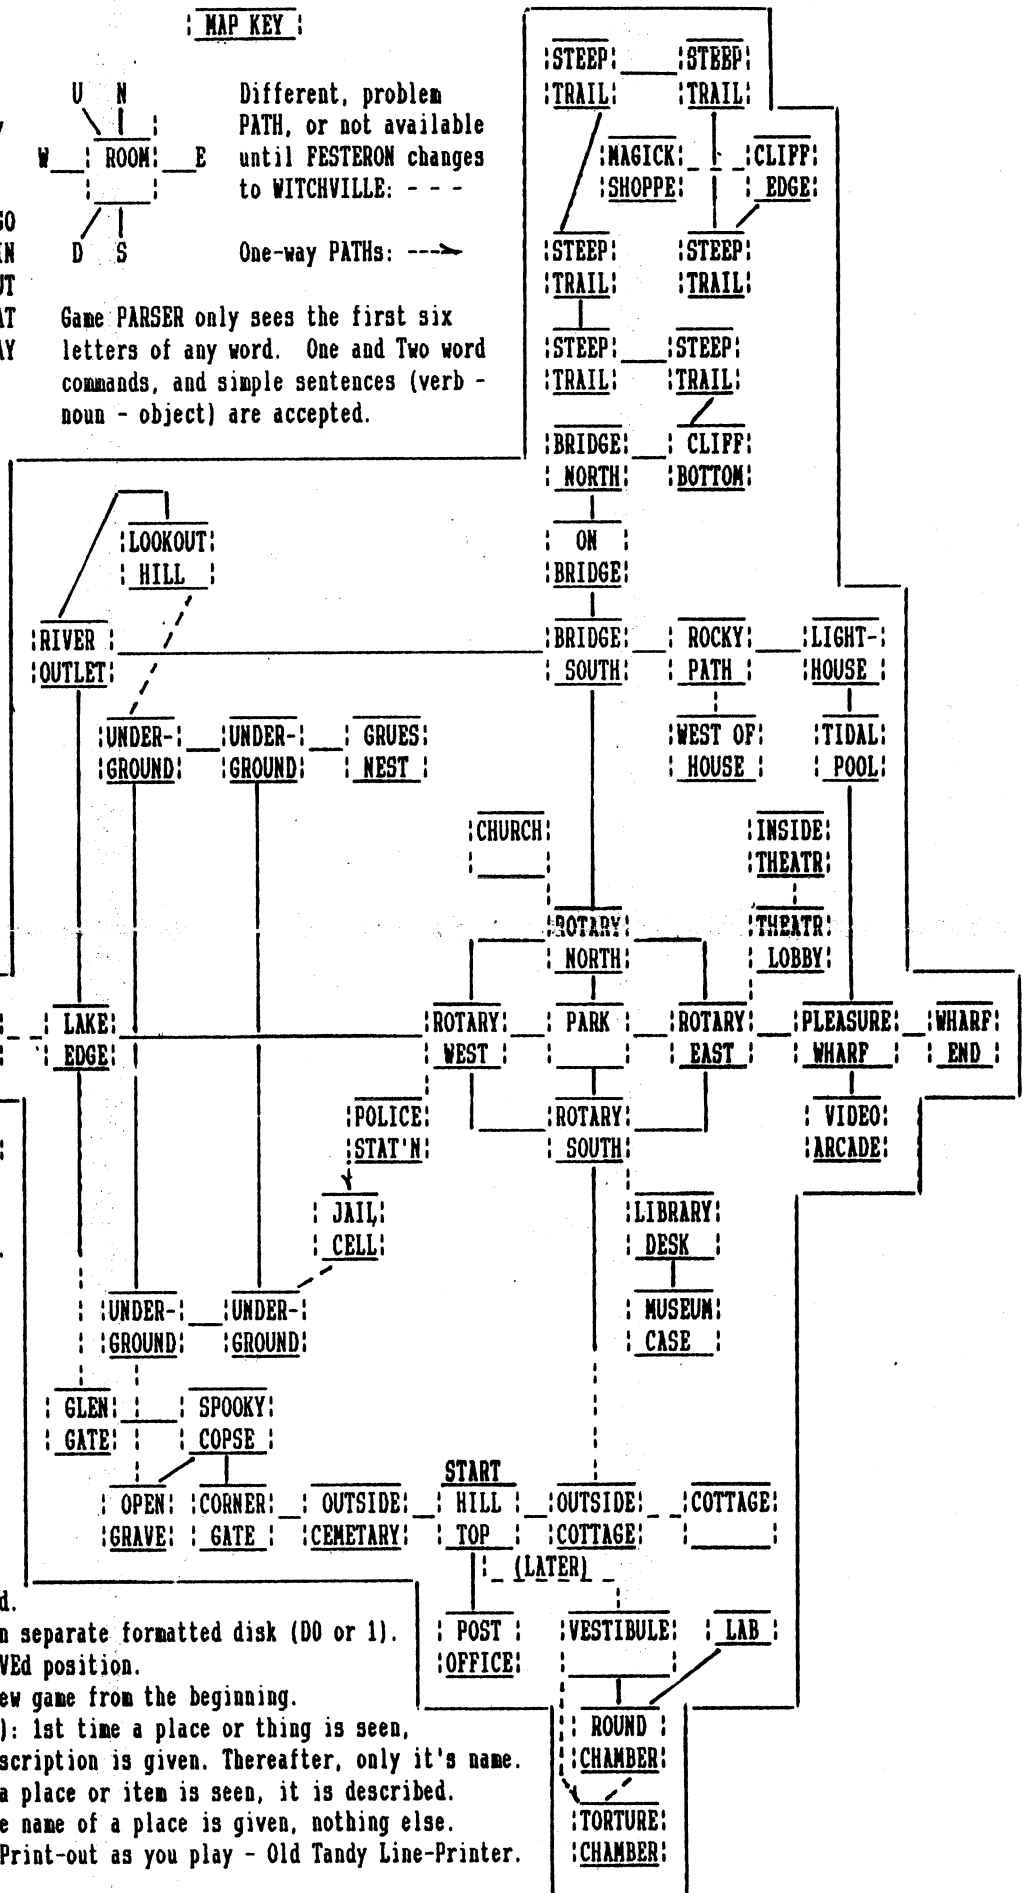 MAP KEY
U N
W ROOM E
D S
Different, problem
PATH, or not available
until FESTERON changes
to WITCHVILLE: - - -
One-way PATHs: --->
GO
IN
UT
AT
AY
Game PARSER only sees the first six
letters of any word. One and Two word
commands, and simple sentences (verb -
noun - object) are accepted.
STEEP
TRAIL
STEEP
TRAIL
MAGICK
SHOPPE
CLIFF
EDGE
STEEP
TRAIL
STEEP
TRAIL
STEEP
TRAIL
STEEP
TRAIL
BRIDGE
NORTH
CLIFF
BOTTOM
LOOKOUT
HILL
ON
BRIDGE
RIVER
OUTLET
BRIDGE
SOUTH
ROCKY
PATH
LIGHT-
HOUSE
UNDER-
GROUND
UNDER-
GROUND
GRUES
NEST
WEST OF
HOUSE
TIDAL
POOL
CHURCH
INSIDE
THEATR
ROTARY
NORTH
THEATR
LOBBY
LAKE
EDGE
ROTARY
WEST
PARK
ROTARY
EAST
PLEASURE
WHARF
WHARF
END
POLICE
STAT'N
ROTARY
SOUTH
VIDEO
ARCADE
JAIL
CELL
LIBRARY
DESK
UNDER-
GROUND
UNDER-
GROUND
MUSEUM
CASE
GLEN
GATE
SPOOKY
COPSE
START
OPEN
GRAVE
CORNER
GATE
OUTSIDE
CEMETARY
HILL
TOP
OUTSIDE
COTTAGE
COTTAGE
(LATER)
POST
OFFICE
VESTIBULE
LAB
ROUND
CHAMBER
TORTURE
CHAMBER
d.
n separate formatted disk (D0 or 1).
VEd position.
ew game from the beginning.
): 1st time a place or thing is seen,
scription is given. Thereafter, only it's name.
a place or item is seen, it is described.
e name of a place is given, nothing else.
Print-out as you play - Old Tandy Line-Printer.